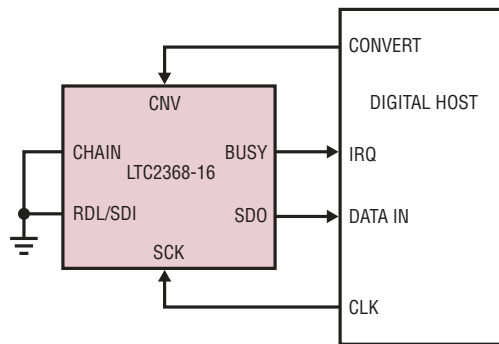 CONVERT
CNV
DIGITAL HOST
CHAIN
BUSY
IRQ
LTC2368-16
RDL/SDI
SDO
DATA IN
SCK
CLK